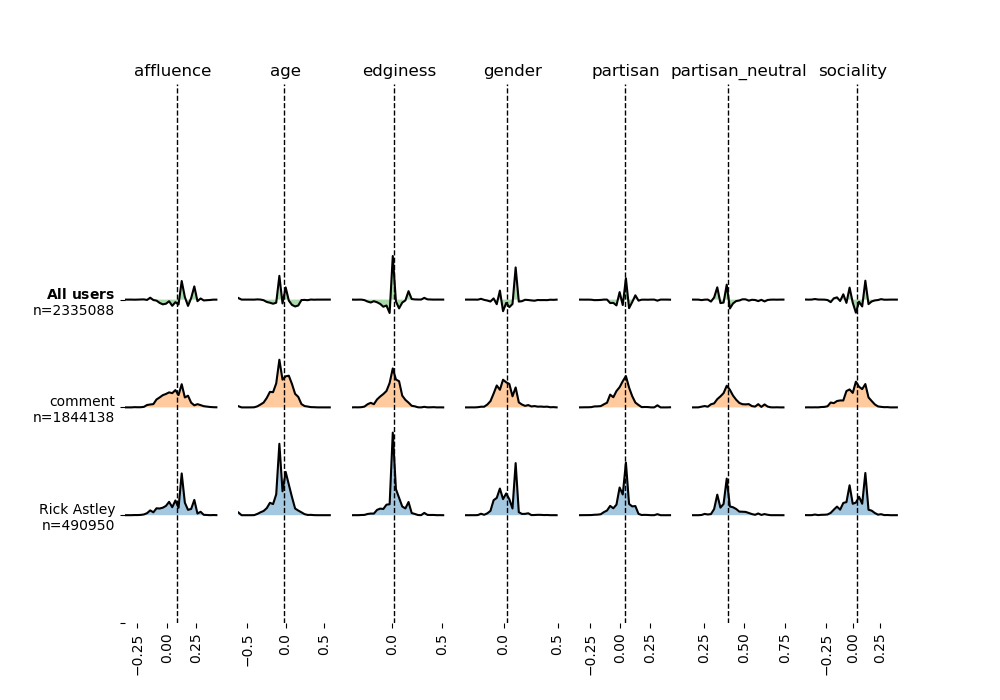 affluence age edginess gender partisan partisan_neutral sociality
All users
n=2335088
comment
n=1844138
Rick Astley
n=490950
−0.25 0.00 0.25 −0.5 0.0 0.5 0.0 0.5 0.0 0.5 −0.25 0.00 0.25 0.25 0.50 0.75 −0.25 0.00 0.25